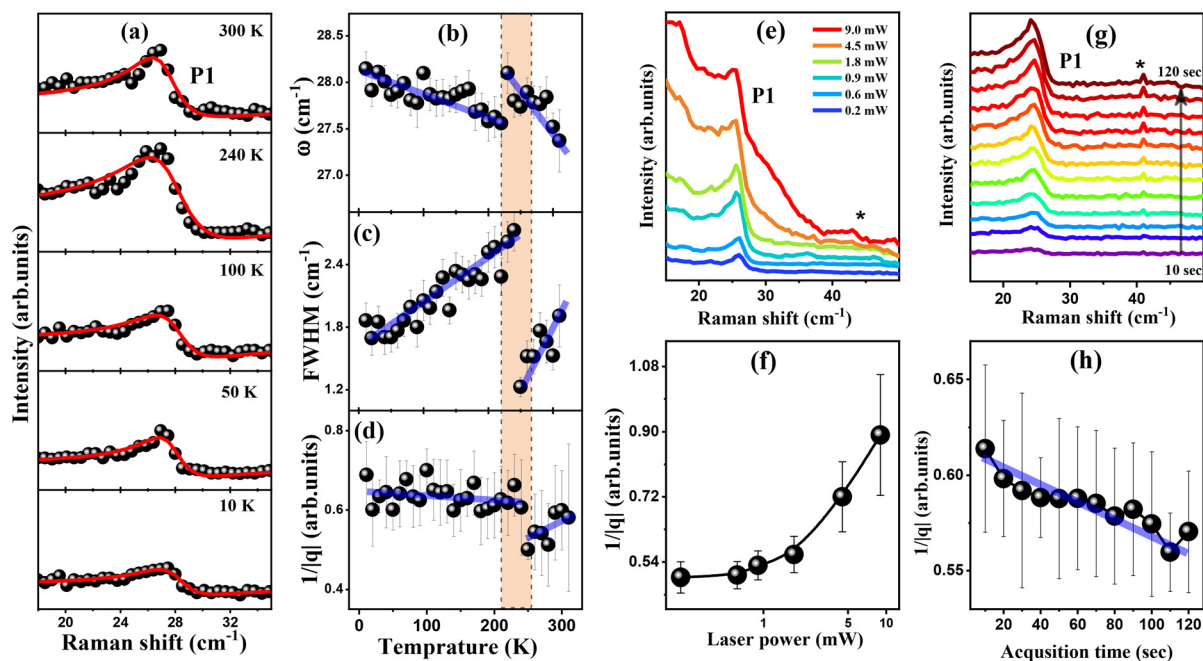 (a)
300 K
P1
240 K
100 K
50 K
10 K
Intensity (arb.units)
18
24
28
32
Raman shift (cm⁻¹)
(b)
28.5
28.0
27.5
27.0
ω (cm⁻¹)
(c)
2.4
1.8
1.2
FWHM (cm⁻¹)
(d)
0.8
0.6
0.4
1/|q| (arb.units)
0 50 100 150 200 250 300
Temprature (K)
(e)
9.0 mW
4.5 mW
1.8 mW
0.9 mW
0.6 mW
0.2 mW
P1
*
Intensity (arb.units)
20 30 40
Raman shift (cm⁻¹)
(f)
1.08
0.90
0.72
0.54
1/|q| (arb.units)
1 5 10
Laser power (mW)
(g)
P1
*
120 sec
10 sec
Intensity (arb.units)
20 30 40
Raman shift (cm⁻¹)
(h)
0.65
0.60
0.55
1/|q| (arb.units)
20 40 60 80 100 120
Acqusition time (sec)